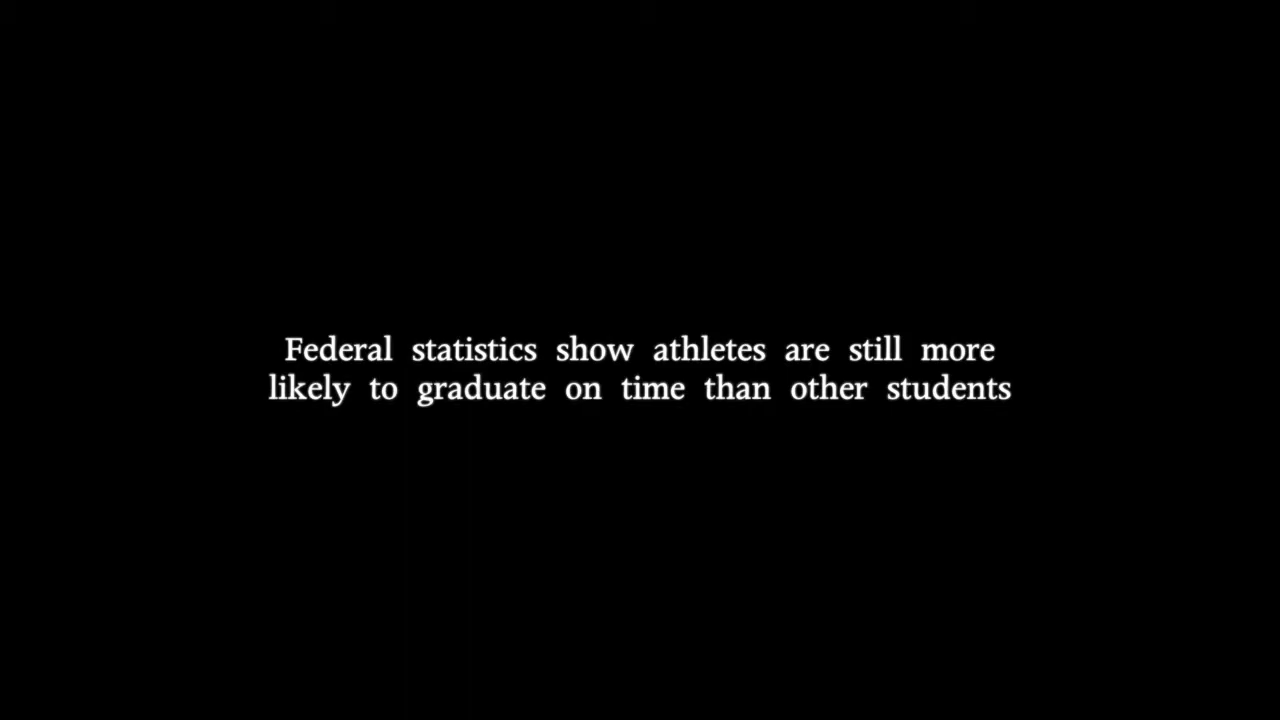 Federal statistics show athletes are still more
likely to graduate on time than other students